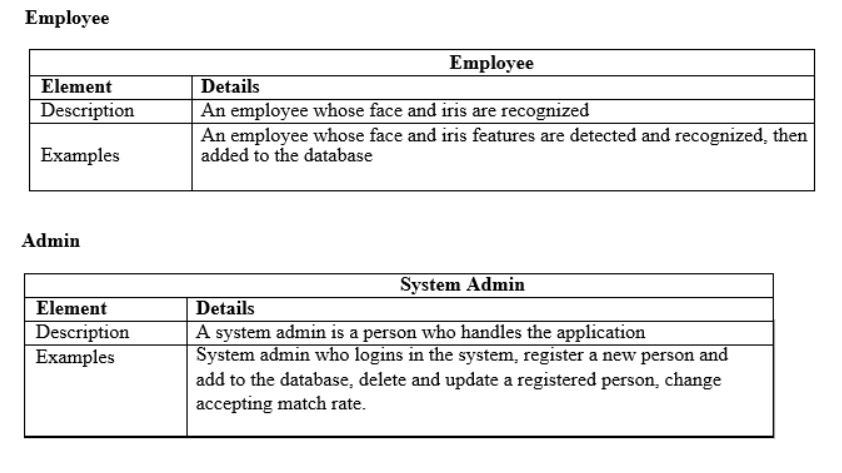 Employee
Employee
Element Details
Description An employee whose face and iris are recognized
An employee whose face and iris features are detected and recognized, then
Examples added to the database
Admin
System Admin
Element Details
Description A system admin is a person who handles the application
Examples System admin who logins in the system, register a new person and
add to the database, delete and update a registered person, change
accepting match rate.